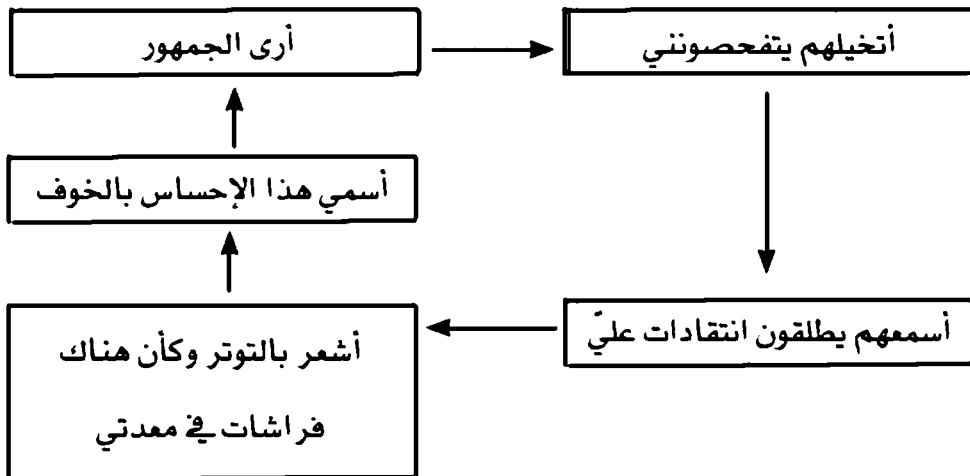 أرى الجمهور
أتخيلهم يتفحصونني
أسمعهم يطلقون انتقادات عليّ
أشعر بالتوتر وكأن هناك
فراشات في معدتي
أسمي هذا الإحساس بالخوف